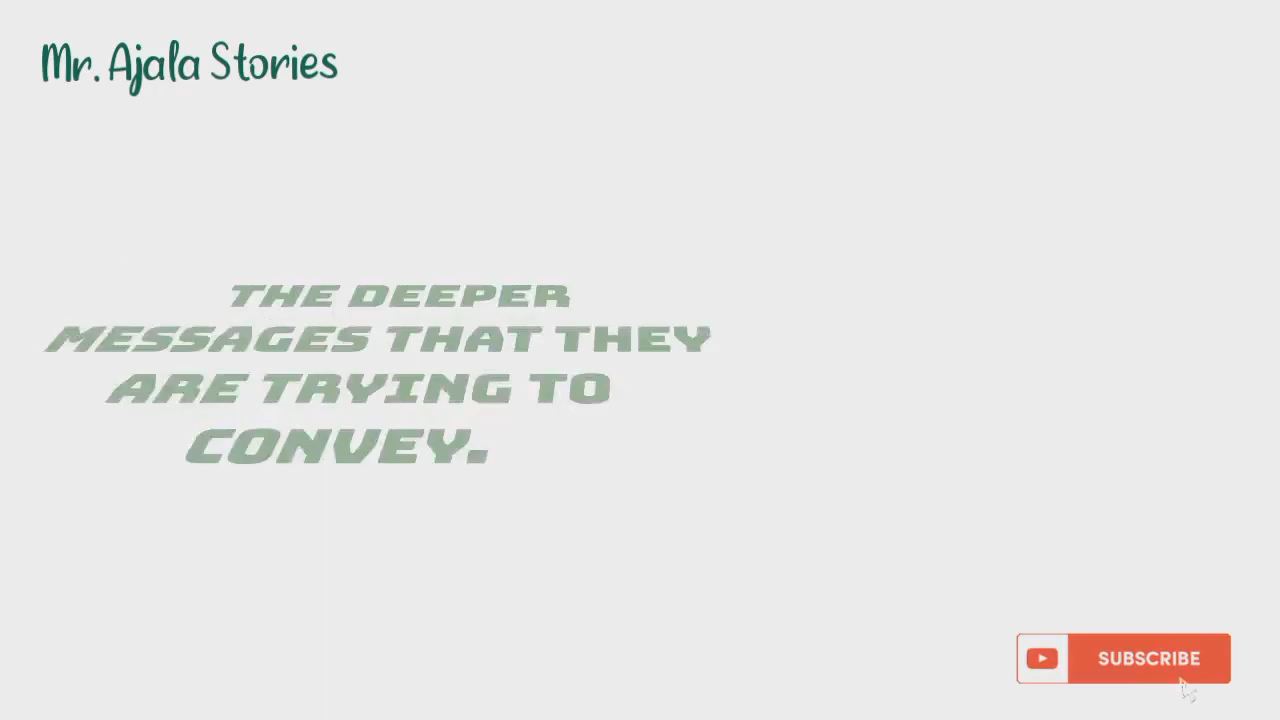 Mr. Ajala Stories
THE DEEPER
MESSAGES THAT THEY
ARE TRYING TO
CONVEY.
SUBSCRIBE